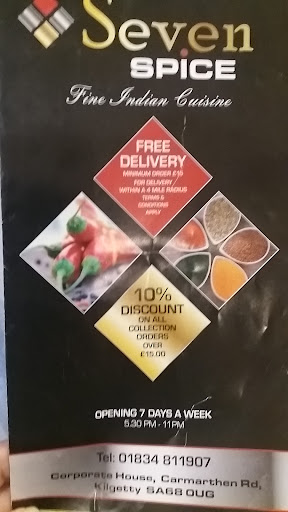 Seven
SPICE
Fine Indian Cuisine
FREE
DELIVERY
MINIMUM ORDER £15
FOR DELIVERY
WITHIN A 4 MILE RADIUS
TERMS &
CONDITIONS
APPLY
10%
DISCOUNT
ON ALL
COLLECTION
ORDERS
OVER
£15.00
OPENING 7 DAYS A WEEK
5.30 PM - 11PM
Tel: 01834 811907
Corporate House, Carmarthen Rd,
Kilgetty SA68 0UG